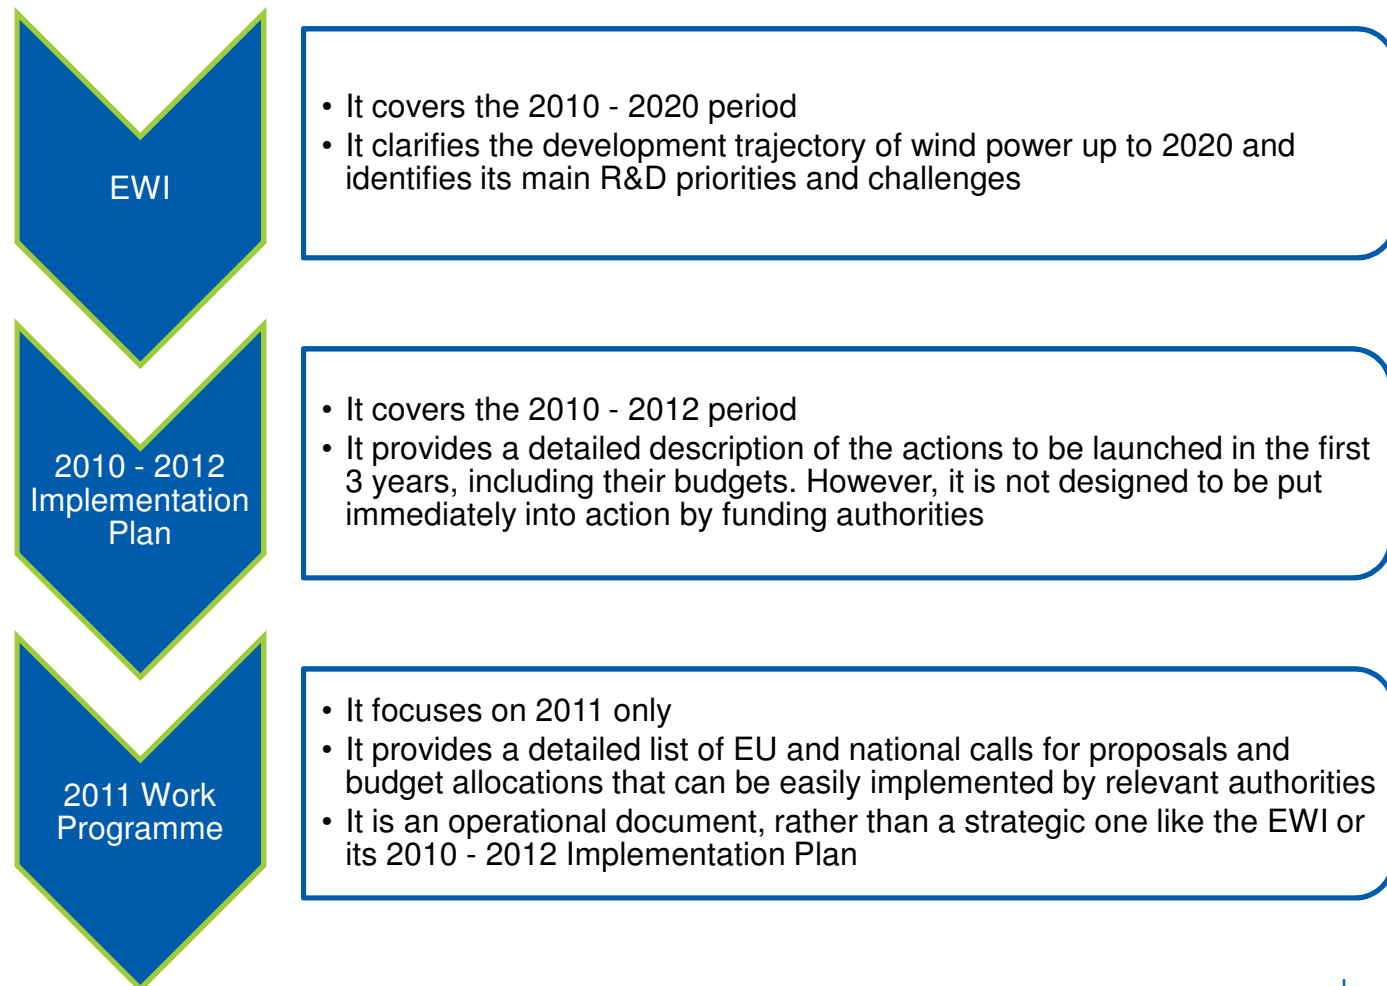 EWI
• It covers the 2010 - 2020 period
• It clarifies the development trajectory of wind power up to 2020 and
identifies its main R&D priorities and challenges
2010 - 2012
Implementation
Plan
• It covers the 2010 - 2012 period
• It provides a detailed description of the actions to be launched in the first
3 years, including their budgets. However, it is not designed to be put
immediately into action by funding authorities
2011 Work
Programme
• It focuses on 2011 only
• It provides a detailed list of EU and national calls for proposals and
budget allocations that can be easily implemented by relevant authorities
• It is an operational document, rather than a strategic one like the EWI or
its 2010 - 2012 Implementation Plan